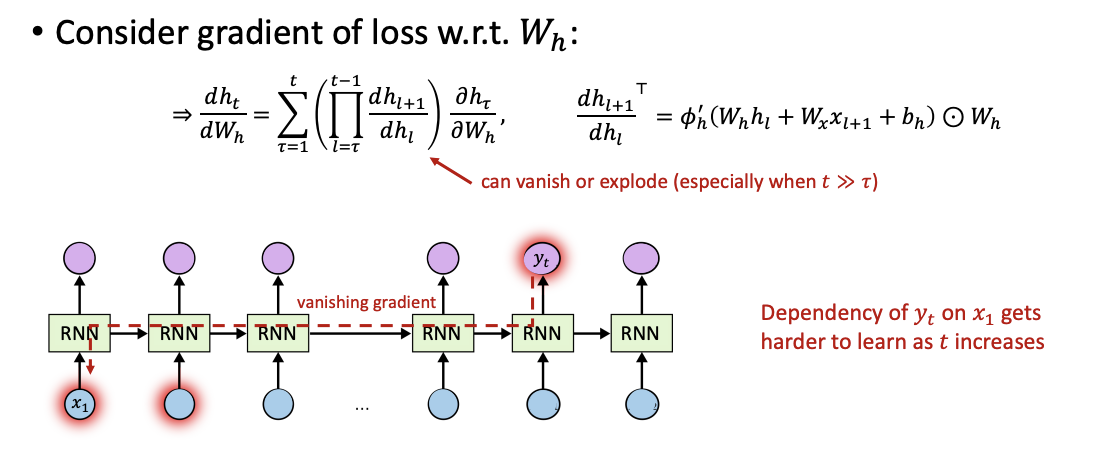 • Consider gradient of loss w.r.t. $W_h$:
$\Rightarrow \frac{dh_t}{dW_h} = \sum_{\tau=1}^{t} \left( \prod_{l=\tau}^{t-1} \frac{dh_{l+1}}{dh_l} \right) \frac{\partial h_\tau}{\partial W_h}, \quad \frac{dh_{l+1}}{dh_l}^\top = \phi_h'(W_h h_l + W_x x_{l+1} + b_h) \odot W_h$
can vanish or explode (especially when $t \gg \tau$)
$y_t$
vanishing gradient
RNN RNN RNN RNN RNN RNN
Dependency of $y_t$ on $x_1$ gets
harder to learn as $t$ increases
$x_1$ ...